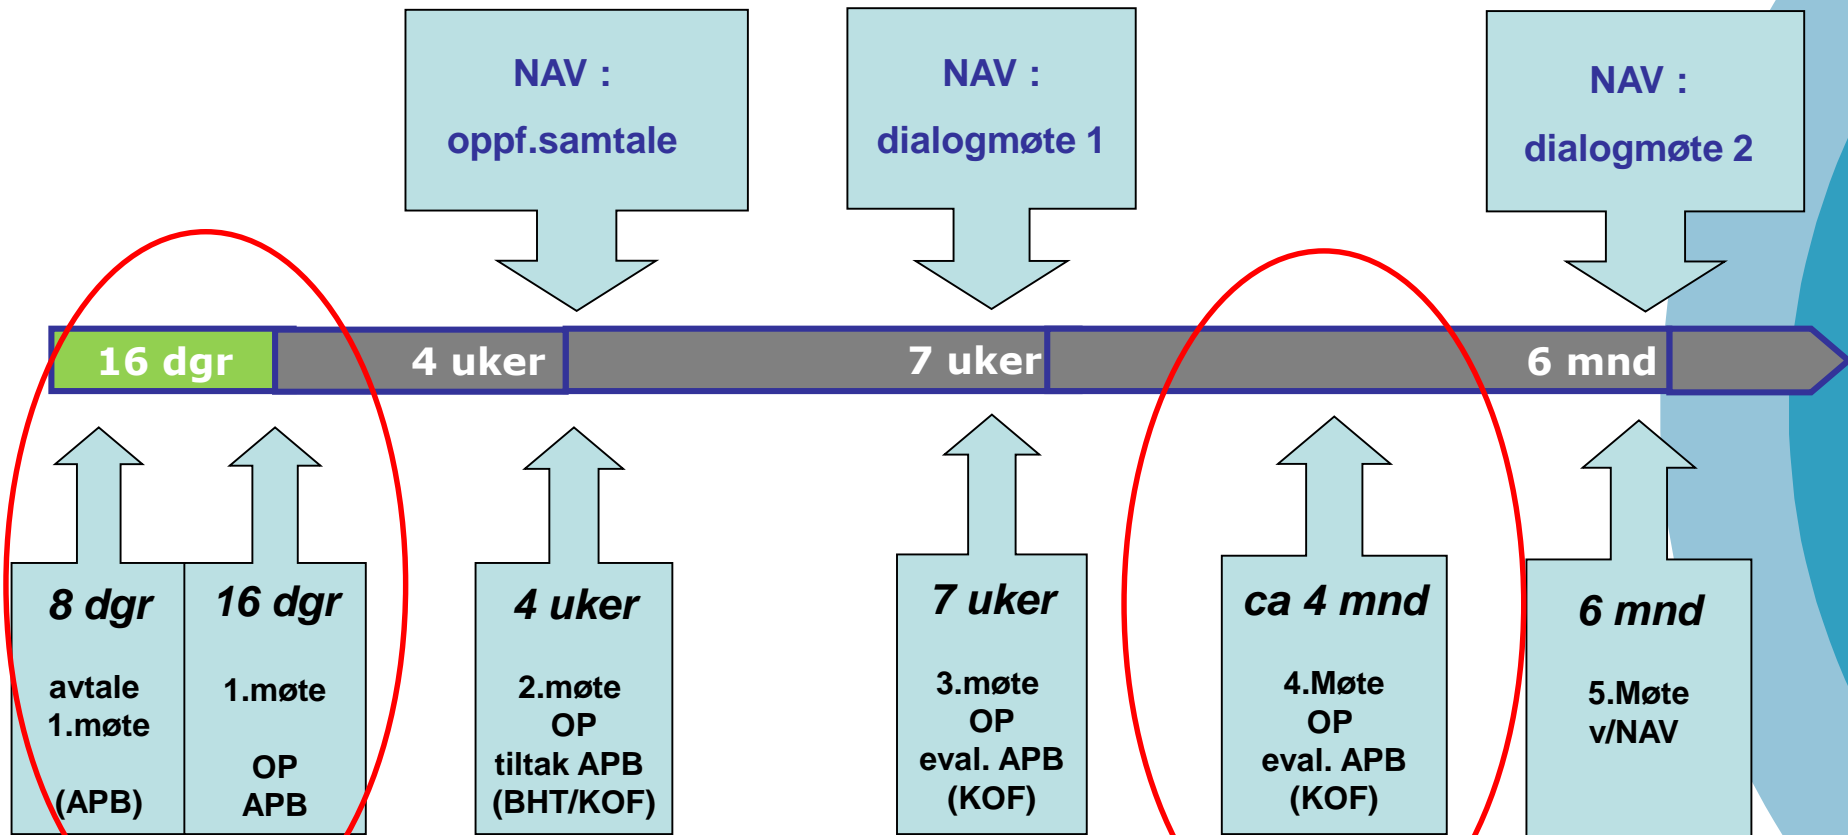 NAV :
oppf.samtale
NAV :
dialogmøte 1
NAV :
dialogmøte 2
16 dgr
4 uker
7 uker
6 mnd
8 dgr
avtale
1.møte
(APB)
16 dgr
1.møte
OP
APB
4 uker
2.møte
OP
tiltak APB
(BHT/KOF)
7 uker
3.møte
OP
eval. APB
(KOF)
ca 4 mnd
4.Møte
OP
eval. APB
(KOF)
6 mnd
5.Møte
v/NAV